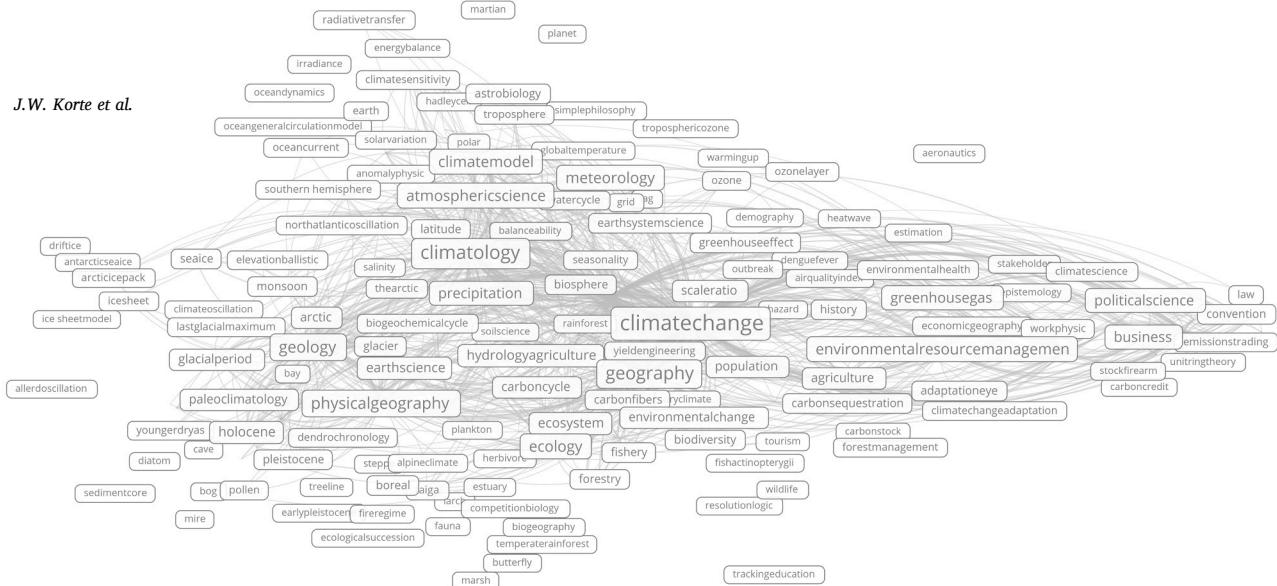 martian
radiativetransfer
planet
energybalance
irradiance
climatesensitivity
oceandynamics
astrobiology
J.W. Korte et al.
earth
simplephilosophy
troposphere
oceangeneralcirculationmodel
troposphericozone
solarvariation
polar
oceancurrent
globaltemperature
aeronautics
climatemodel
warmingup
ozonelayer
anomalyphysic
meteorology
ozone
southern hemisphere
atmosphericscience
grid
northatlanticoscillation
latitude
balanceability
earthsystemscience
demography
heatwave
estimation
driftice
greenhouseeffect
climatology
antarcticseaice
seaice
elevationballistic
seasonality
denguefever
salinity
outbreak
environmentalhealth
climatescience
arcticicepack
airqualityindex
monsoon
thearctic
precipitation
biosphere
scaleratio
law
icesheet
greenhousegas
politicalscience
climateoscillation
history
convention
ice sheetmodel
arctic
lastglacialmaximum
biogeochemicalcycle
soilscience
rainforest
climatechange
economicgeography
workphysic
business
emissionstrading
geology
glacier
yieldengineering
environmentalresourcemanagemen
glacialperiod
hydrologyagriculture
unitringtheory
earthscience
geography
population
stockfirearm
bay
agriculture
allerdoscillation
carboncycle
carboncredit
adaptationeye
paleoclimatology
physicalgeography
carbonfibers
carbonsequestration
climatechangeadaptation
ecosystem
environmentalchange
youngerdryas
holocene
dendrochronology
plankton
carbonstock
biodiversity
tourism
cave
ecology
forestmanagement
fishery
diatom
pleistocene
alpineclimate
herbivore
fishactinopterygii
forestry
sedimentcore
bog
pollen
treeline
boreal
estuary
wildlife
resolutionlogic
competitionbiology
mire
fireregime
fauna
biogeography
ecologicalsuccession
temperaterainforest
butterfly
trackingeducation
marsh